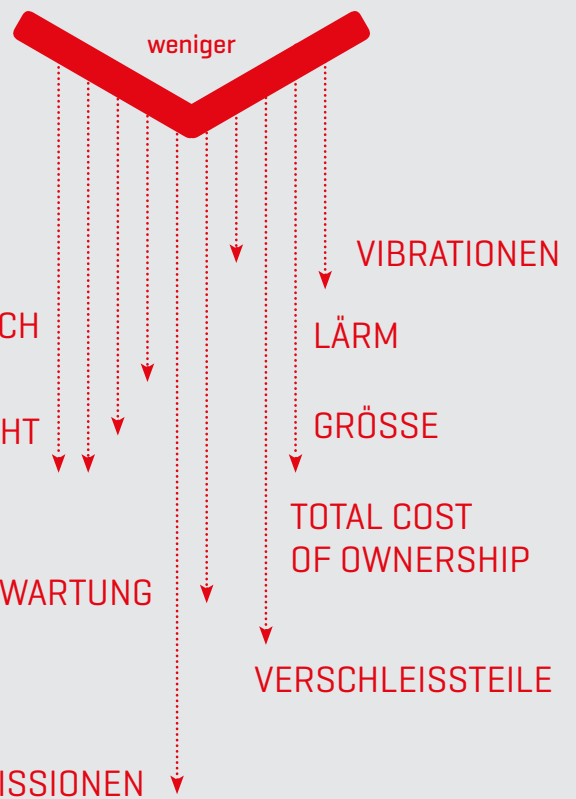 weniger
VIBRATIONEN
CH
LÄRM
HT
GRÖSSE
TOTAL COST
OF OWNERSHIP
WARTUNG
VERSCHLEISSTEILE
ISSIONEN